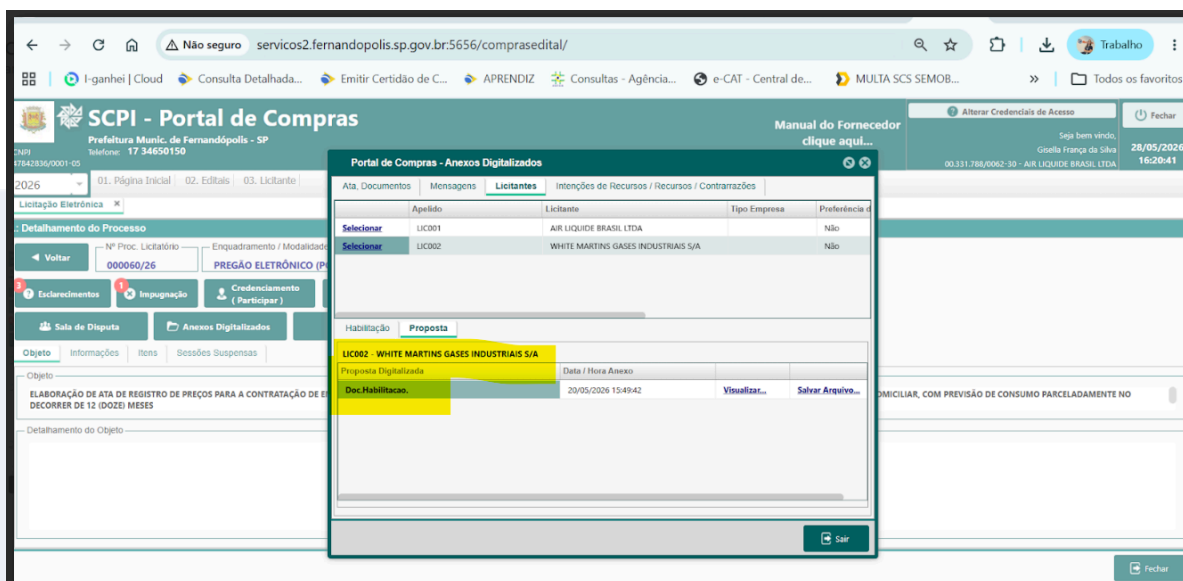 Não seguro servicos2.fernandopolis.sp.gov.br:5656/comprasedital/ Trabalho
I-ganhei | Cloud Consulta Detalhada... Emitir Certidão de C... APRENDIZ Consultas - Agência... e-CAT - Central de... MULTA SCS SEMOB... » Todos os favoritos
SCPI - Portal de Compras
Prefeitura Munic. de Fernandópolis - SP
Telefone: 17 34650150
CNPJ
47842836/0001-05
Manual do Fornecedor
clique aqui...
Alterar Credenciais de Acesso
Seja bem vindo,
Gisella França da Silva
00.331.788/0062-30 - AIR LIQUIDE BRASIL LTDA
Fechar
28/05/2026
16:20:41
2026 01. Página Inicial 02. Editais 03. Licitante
Licitação Eletrônica ×
.: Detalhamento do Processo
Voltar
Nº Proc. Licitatório
000060/26
Enquadramento / Modalidade
PREGÃO ELETRÔNICO (P
3 Esclarecimentos
1 Impugnação
Credenciamento
( Participar )
Sala de Disputa Anexos Digitalizados
Objeto Informações Itens Sessões Suspensas
Objeto
ELABORAÇÃO DE ATA DE REGISTRO DE PREÇOS PARA A CONTRATAÇÃO DE OMICILIAR, COM PREVISÃO DE CONSUMO PARCELADAMENTE NO
DECORRER DE 12 (DOZE) MESES
Detalhamento do Objeto
Portal de Compras - Anexos Digitalizados
Ata, Documentos Mensagens Licitantes Intenções de Recursos / Recursos / Contrarrazões
Apelido Licitante Tipo Empresa Preferência d
Selecionar LIC001 AIR LIQUIDE BRASIL LTDA Não
Selecionar LIC002 WHITE MARTINS GASES INDUSTRIAIS S/A Não
Habilitação Proposta
LIC002 - WHITE MARTINS GASES INDUSTRIAIS S/A
Proposta Digitalizada Data / Hora Anexo
Doc.Habilitacao. 20/05/2026 15:49:42 Visualizar... Salvar Arquivo...
Sair
Fechar